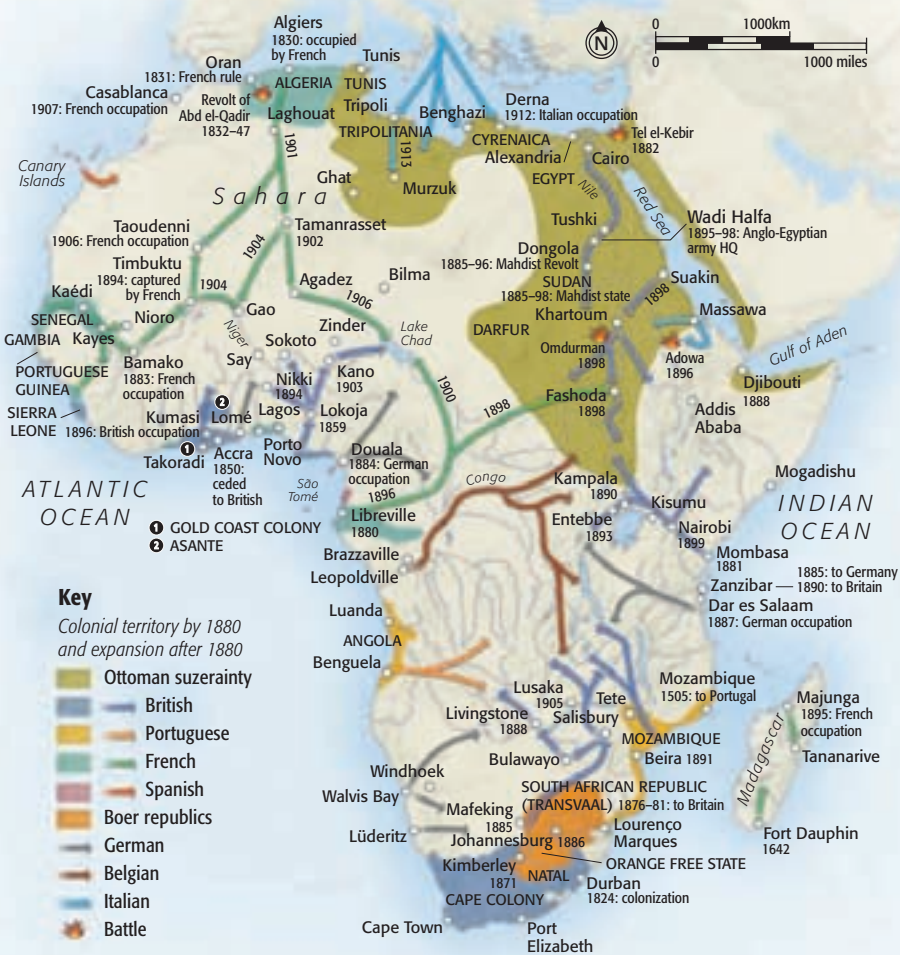 Algiers
1830: occupied
by French
Oran
1831: French rule
Casablanca
1907: French occupation
Revolt of
Abd el-Qadir
1832–47
ALGERIA
Laghouat
Tunis
TUNIS
Tripoli
TRIPOLITANIA
Benghazi
Derna
1912: Italian occupation
CYRENAICA
Alexandria
Cairo
Tel el-Kebir
1882
EGYPT
Nile
Red Sea
N
0
1000km
0
1000 miles
Canary
Islands
1901
1913
Ghat
Murzuk
Sahara
Tushki
Wadi Halfa
1895–98: Anglo-Egyptian
army HQ
Dongola
1885–96: Mahdist Revolt
SUDAN
1885–98: Mahdist state
Khartoum
1898
Suakin
Massawa
Taoudenni
1906: French occupation
Tamanrasset
1902
1904
Timbuktu
1894: captured
by French
1904
Agadez
1906
Bilma
Kaédi
SENEGAL
GAMBIA
Kayes
Nioro
Gao
Niger
Zinder
Lake
Chad
DARFUR
Omdurman
1898
Adowa
1896
Gulf of Aden
PORTUGUESE
GUINEA
Bamako
1883: French
occupation
Say
Sokoto
Nikki
1894
Kano
1903
1900
1898
Fashoda
1898
Djibouti
1888
Addis
Ababa
SIERRA
LEONE
Kumasi
1896: British occupation
2
Lomé
Lagos
Lokoja
1859
1
Takoradi
Accra
1850:
ceded
to British
Porto
Novo
Douala
1884: German
occupation
1896
São
Tomé
Congo
Kampala
1890
Kisumu
Mogadishu
ATLANTIC
OCEAN
INDIAN
OCEAN
1 GOLD COAST COLONY
2 ASANTE
Libreville
1880
Entebbe
1893
Nairobi
1899
Brazzaville
Leopoldville
Mombasa
1881
Zanzibar
1885: to Germany
1890: to Britain
Dar es Salaam
1887: German occupation
Luanda
ANGOLA
Benguela
Lusaka
1905
Tete
Mozambique
1505: to Portugal
Livingstone
1888
Salisbury
MOZAMBIQUE
Bulawayo
Beira 1891
Majunga
1895: French
occupation
Madagascar
Tananarive
Fort Dauphin
1642
Windhoek
Walvis Bay
Lüderitz
SOUTH AFRICAN REPUBLIC
(TRANSVAAL) 1876–81: to Britain
Mafeking
1885
Johannesburg 1886
Lourenço
Marques
ORANGE FREE STATE
Kimberley
1871
NATAL
Durban
1824: colonization
CAPE COLONY
Cape Town
Port
Elizabeth
Key
Colonial territory by 1880
and expansion after 1880
Ottoman suzerainty
British
Portuguese
French
Spanish
Boer republics
German
Belgian
Italian
Battle